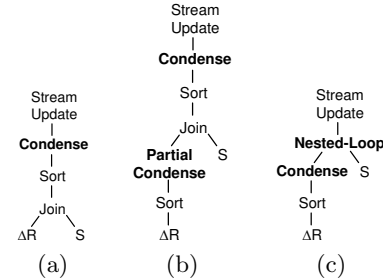 Stream
Update
Condense
Sort
Join
ΔR
S
(a)
Stream
Update
Condense
Sort
Join
Partial
Condense
S
Sort
ΔR
(b)
Stream
Update
Nested-Loop
Condense
S
Sort
ΔR
(c)